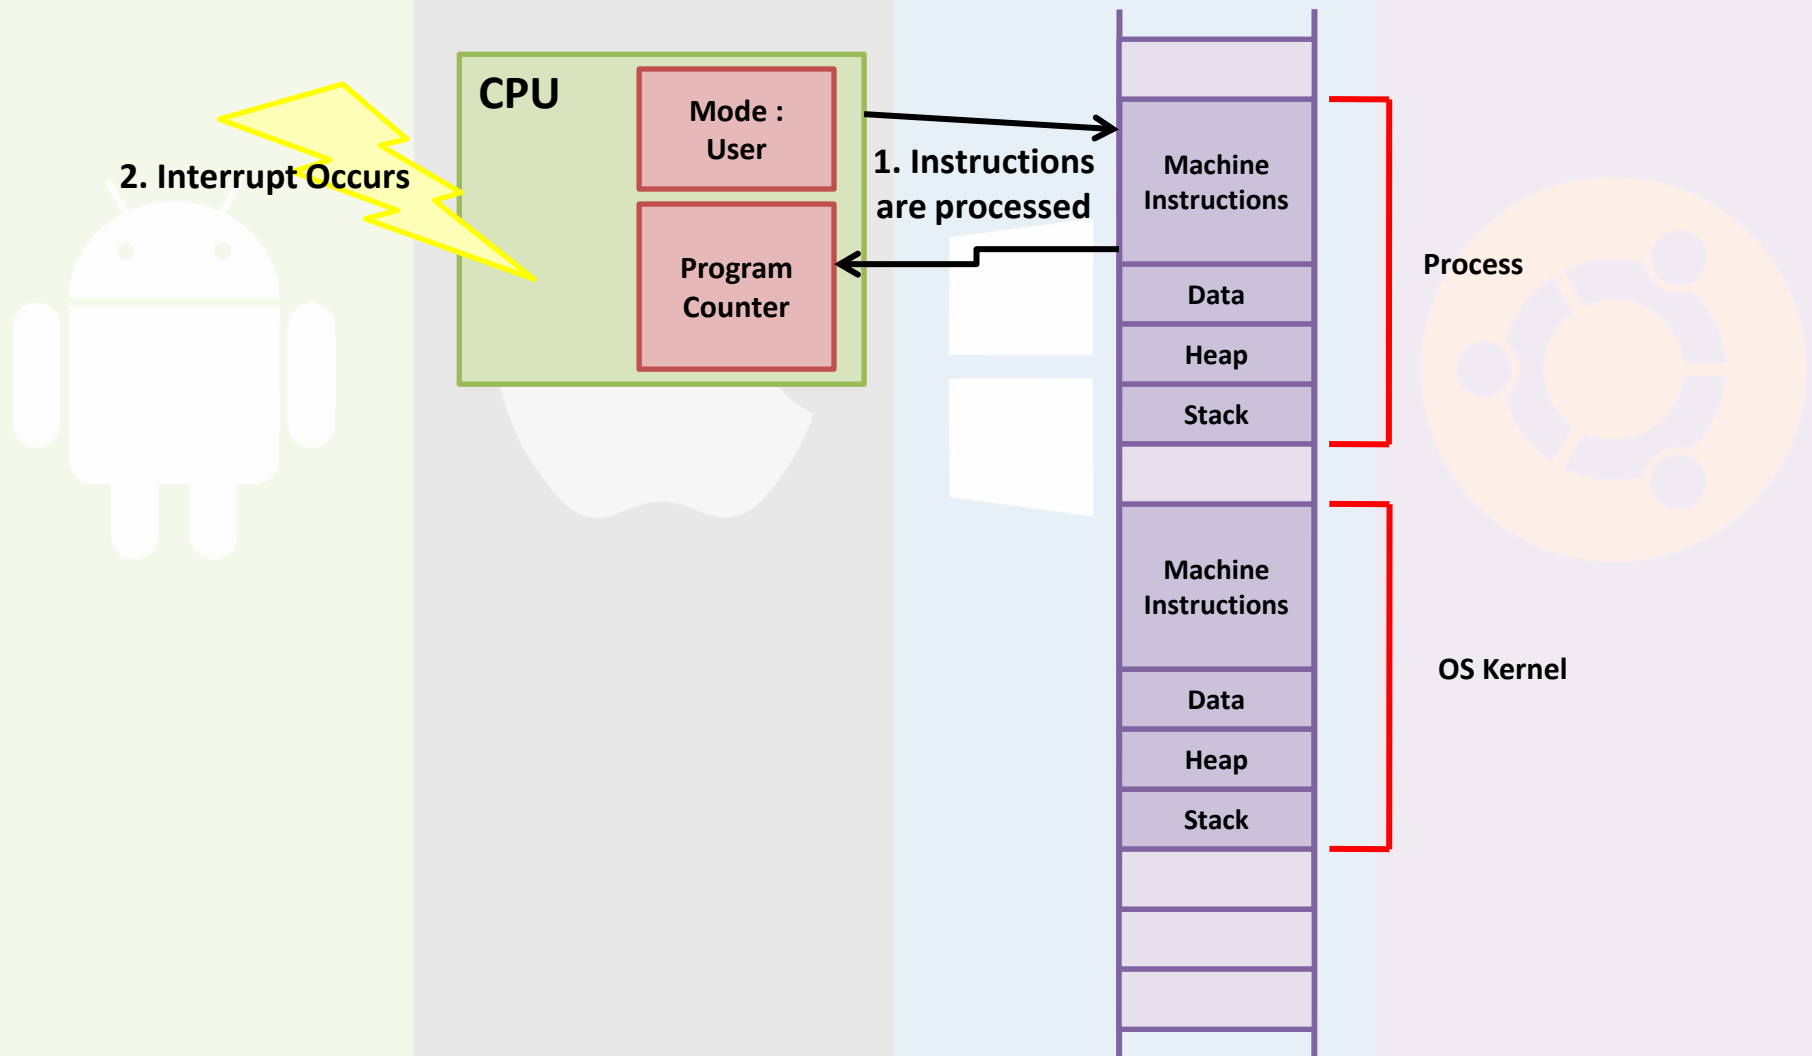 CPU
Mode :
User
2. Interrupt Occurs
1. Instructions
are processed
Program
Counter
Machine
Instructions
Data
Heap
Stack
Process
Machine
Instructions
Data
Heap
Stack
OS Kernel